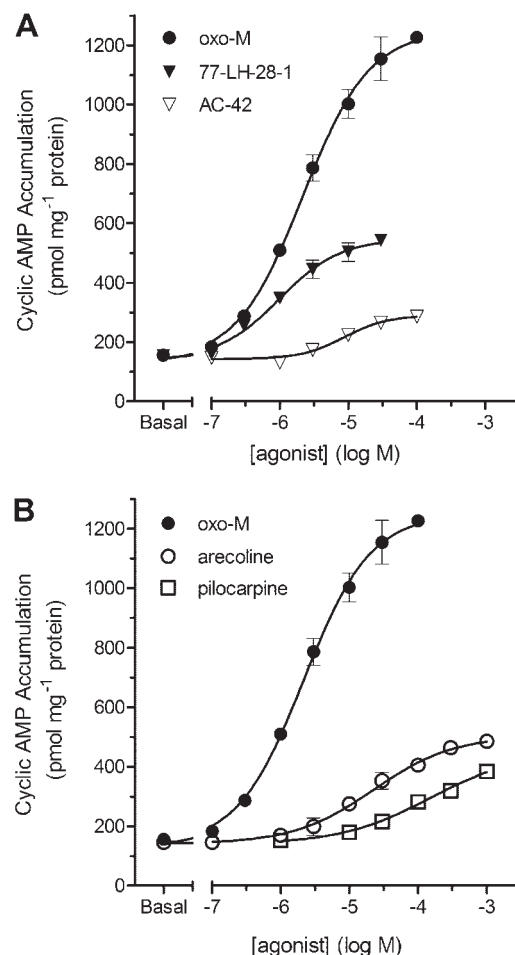 A
oxo-M
77-LH-28-1
AC-42
Cyclic AMP Accumulation
(pmol mg⁻¹ protein)
1200
1000
800
600
400
200
0
Basal -7 -6 -5 -4 -3
[agonist] (log M)
B
oxo-M
arecoline
pilocarpine
Cyclic AMP Accumulation
(pmol mg⁻¹ protein)
1200
1000
800
600
400
200
0
Basal -7 -6 -5 -4 -3
[agonist] (log M)